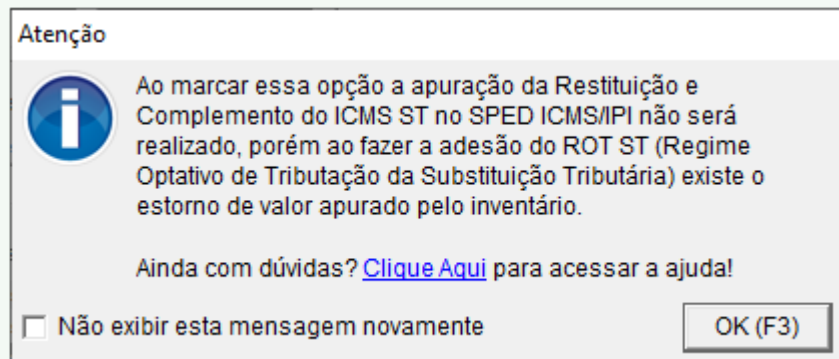 Atenção
Ao marcar essa opção a apuração da Restituição e
Complemento do ICMS ST no SPED ICMS/IPI não será
realizado, porém ao fazer a adesão do ROT ST (Regime
Optativo de Tributação da Substituição Tributária) existe o
estorno de valor apurado pelo inventário.
Ainda com dúvidas? Clique Aqui para acessar a ajuda!
Não exibir esta mensagem novamente
OK (F3)